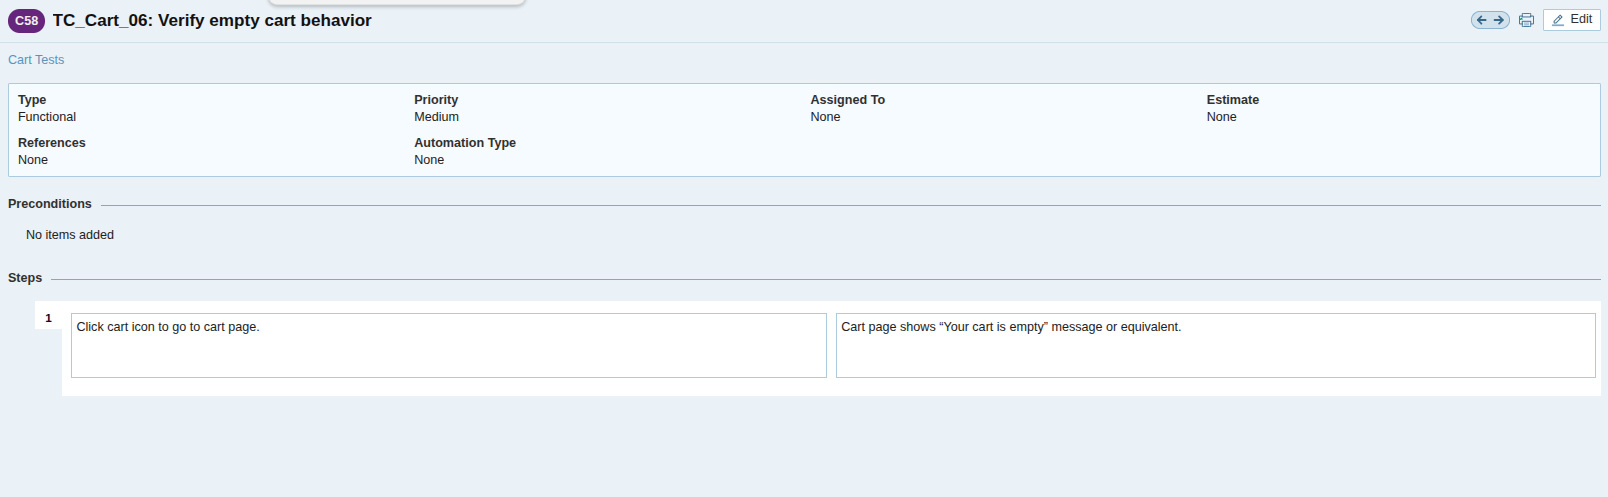 C58 TC_Cart_06: Verify empty cart behavior
Edit
Cart Tests
Type Priority Assigned To Estimate
Functional Medium None None
References Automation Type
None None
Preconditions
No items added
Steps
1
Click cart icon to go to cart page. Cart page shows “Your cart is empty” message or equivalent.